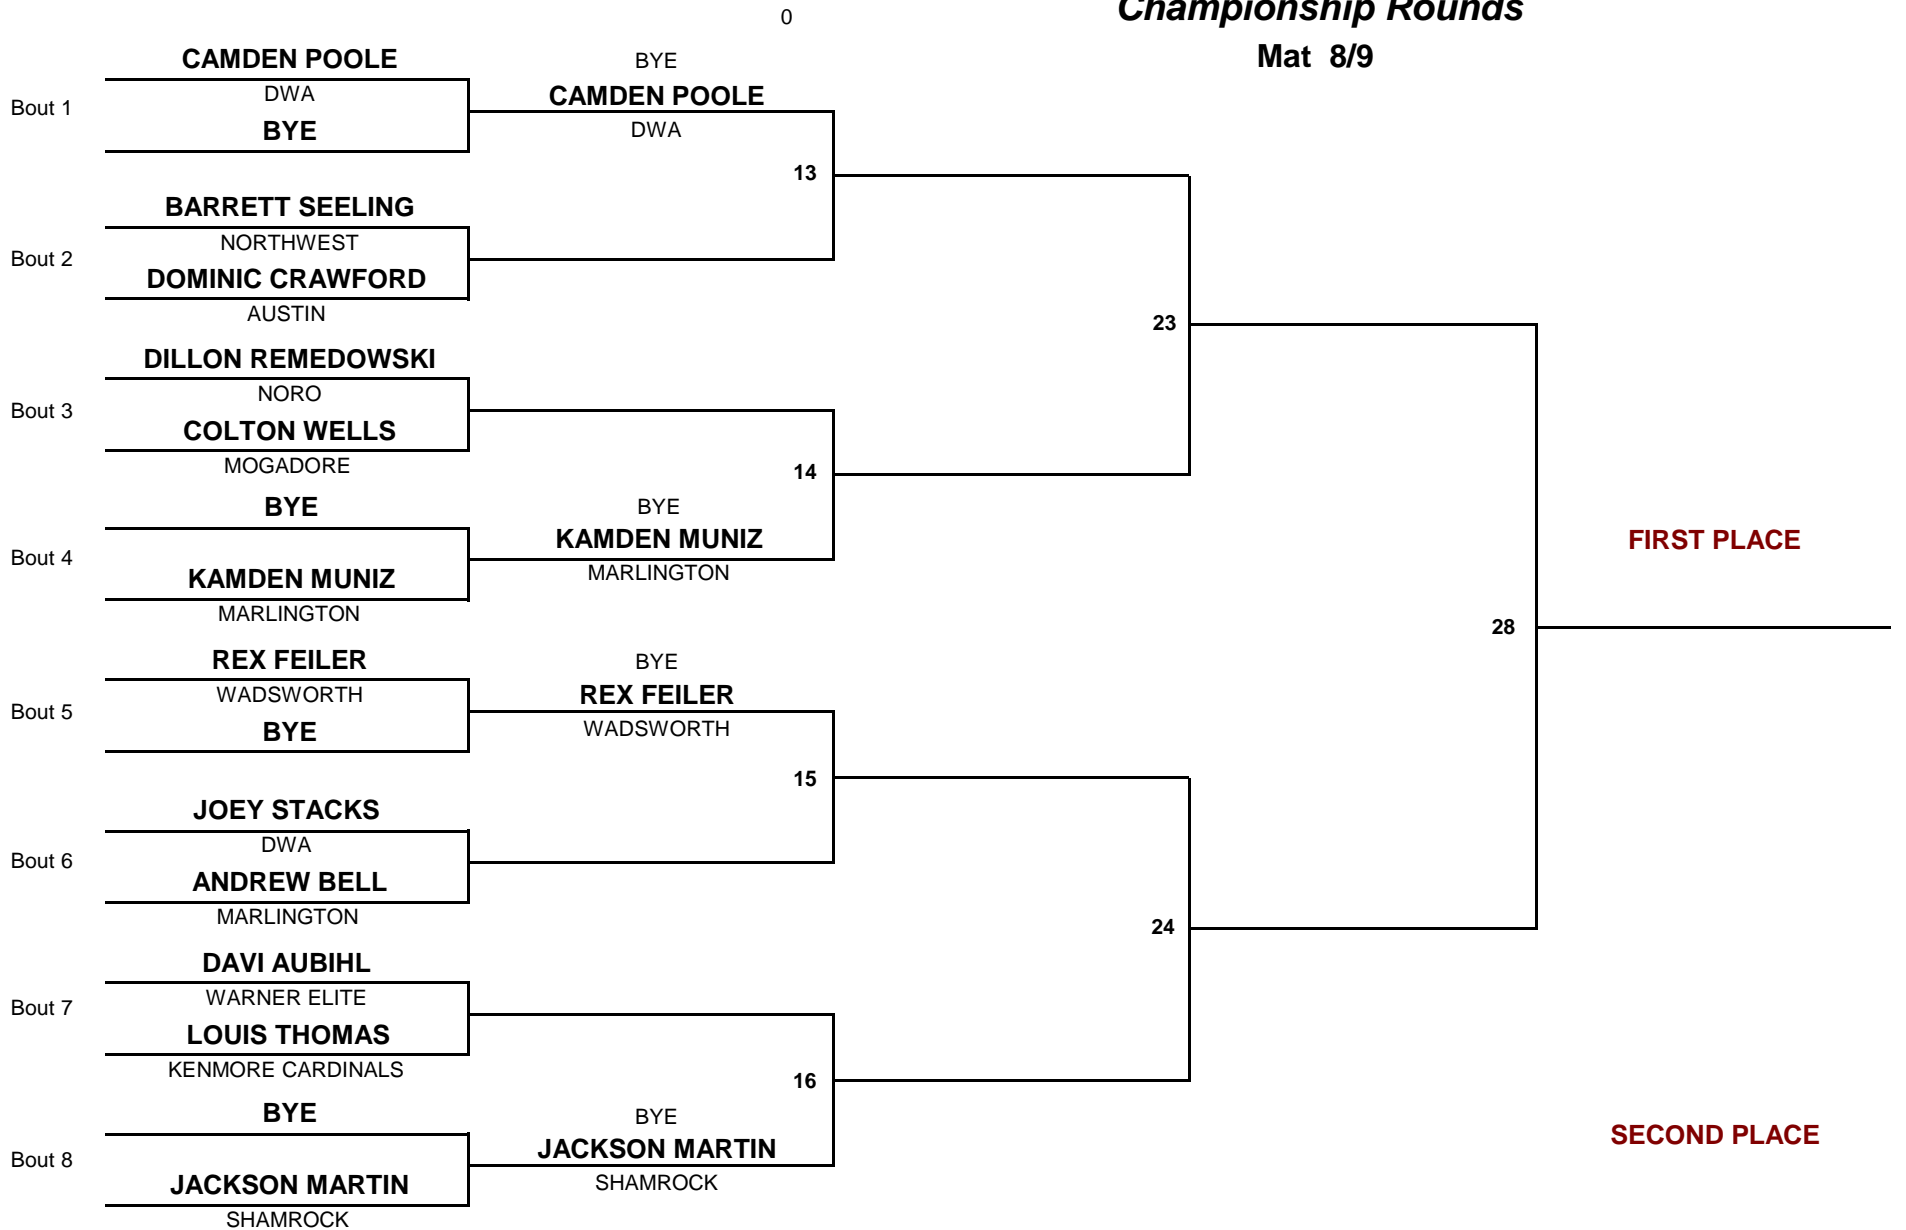 0
Championship Rounds
Mat 8/9
CAMDEN POOLE
DWA
Bout 1
BYE
BYE
CAMDEN POOLE
DWA
13
BARRETT SEELING
NORTHWEST
Bout 2
DOMINIC CRAWFORD
AUSTIN
23
DILLON REMEDOWSKI
NORO
Bout 3
COLTON WELLS
MOGADORE
14
BYE
Bout 4
KAMDEN MUNIZ
MARLINGTON
BYE
KAMDEN MUNIZ
MARLINGTON
FIRST PLACE
28
REX FEILER
WADSWORTH
Bout 5
BYE
BYE
REX FEILER
WADSWORTH
15
JOEY STACKS
DWA
Bout 6
ANDREW BELL
MARLINGTON
24
DAVI AUBIHL
WARNER ELITE
Bout 7
LOUIS THOMAS
KENMORE CARDINALS
16
BYE
Bout 8
JACKSON MARTIN
SHAMROCK
BYE
JACKSON MARTIN
SHAMROCK
SECOND PLACE